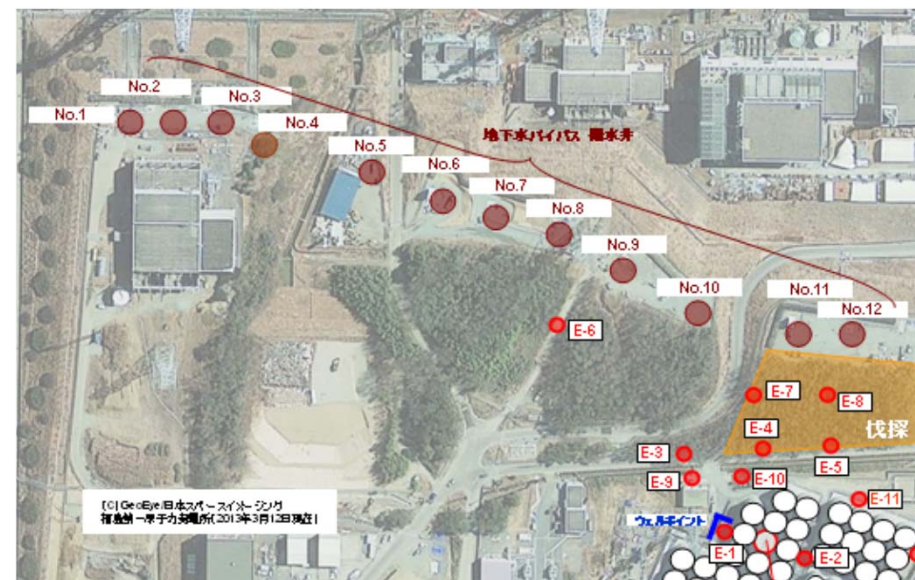 No.1
No.2
No.3
No.4
No.5
No.6
No.7
No.8
No.9
No.10
No.11
No.12
地下水バイパス 揚水井
E-6
E-7
E-8
E-4
伐採
E-3
E-5
E-9
E-10
E-11
(C)GeoEye/日本スペースイメージング
福島第一原子力発電所(2013年3月12日現在)
ウェルポイント
E-1
E-2